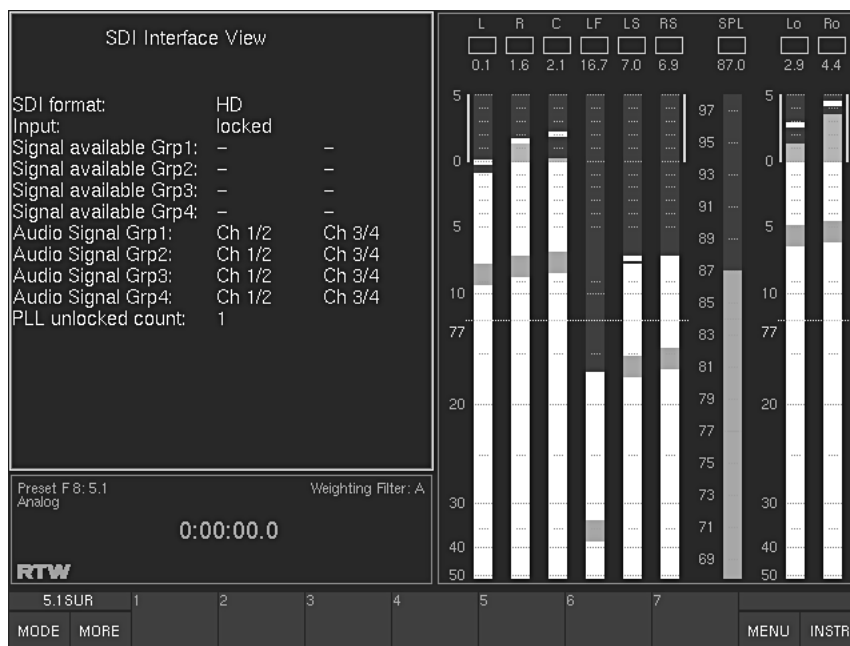 SDI Interface View
SDI format: HD
Input: locked
Signal available Grp1: – –
Signal available Grp2: – –
Signal available Grp3: – –
Signal available Grp4: – –
Audio Signal Grp1: Ch 1/2 Ch 3/4
Audio Signal Grp2: Ch 1/2 Ch 3/4
Audio Signal Grp3: Ch 1/2 Ch 3/4
Audio Signal Grp4: Ch 1/2 Ch 3/4
PLL unlocked count: 1
Preset F 8: 5.1 Weighting Filter: A
Analog
0:00:00.0
RTW
L R C LF LS RS SPL Lo Ro
0.1 1.6 2.1 16.7 7.0 6.9 87.0 2.9 4.4
5 5
97
95
0 0
93
91
5 5
89
87
10 10
85
77 77
83
81
79
20 20
77
75
73
30 30
71
40 40
69
50 50
5.1SUR 1 2 3 4 5 6 7
MODE MORE MENU INSTR